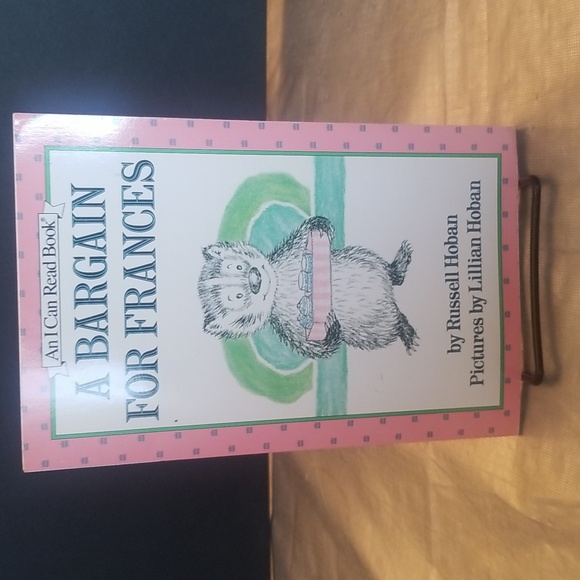 An I Can Read Book®
A BARGAIN
FOR FRANCES
by Russell Hoban
Pictures by Lillian Hoban